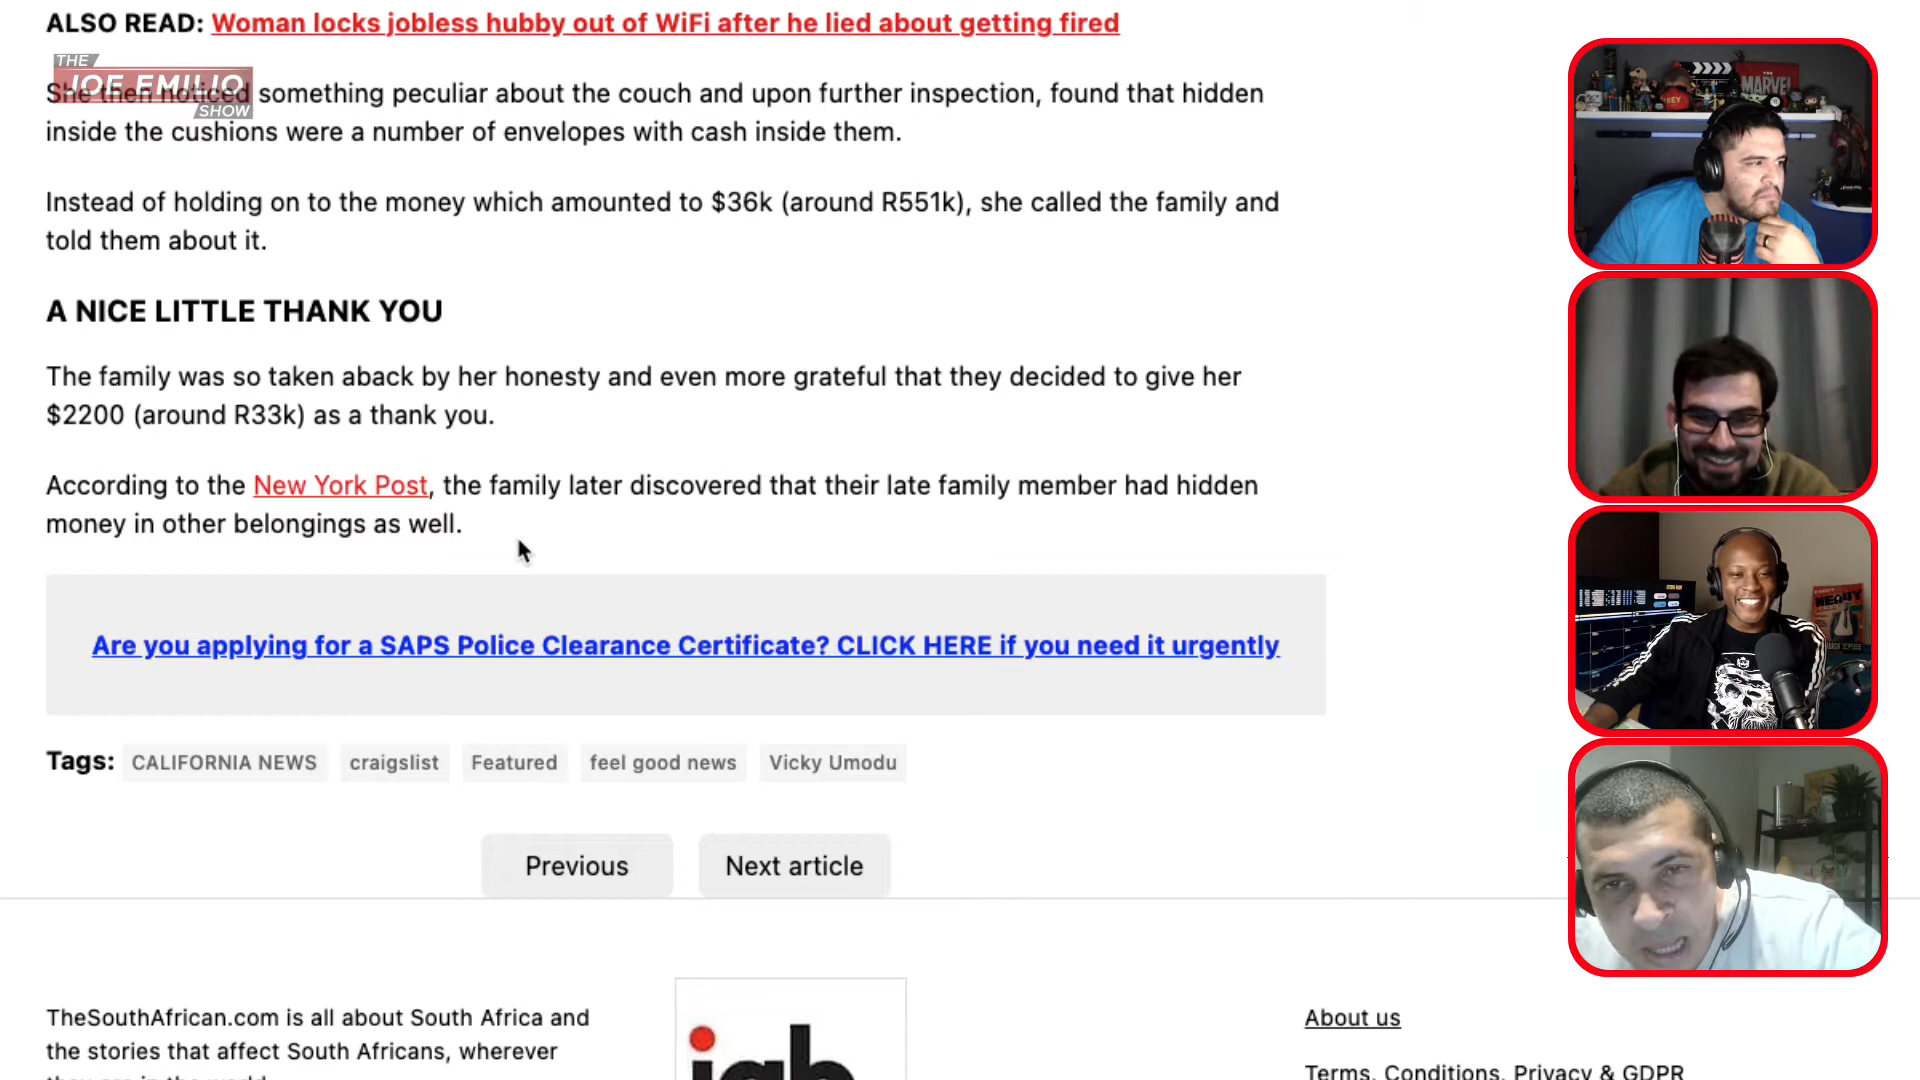 ALSO READ: Woman locks jobless hubby out of WiFi after he lied about getting fired
THE
JOE EMILIO
SHOW
She then noticed something peculiar about the couch and upon further inspection, found that hidden
inside the cushions were a number of envelopes with cash inside them.
Instead of holding on to the money which amounted to $36k (around R551k), she called the family and
told them about it.
A NICE LITTLE THANK YOU
The family was so taken aback by her honesty and even more grateful that they decided to give her
$2200 (around R33k) as a thank you.
According to the New York Post, the family later discovered that their late family member had hidden
money in other belongings as well.
Are you applying for a SAPS Police Clearance Certificate? CLICK HERE if you need it urgently
Tags: CALIFORNIA NEWS craigslist Featured feel good news Vicky Umodu
Previous Next article
TheSouthAfrican.com is all about South Africa and
the stories that affect South Africans, wherever
they are in the world.
About us
Terms, Conditions, Privacy & GDPR
MARVEL